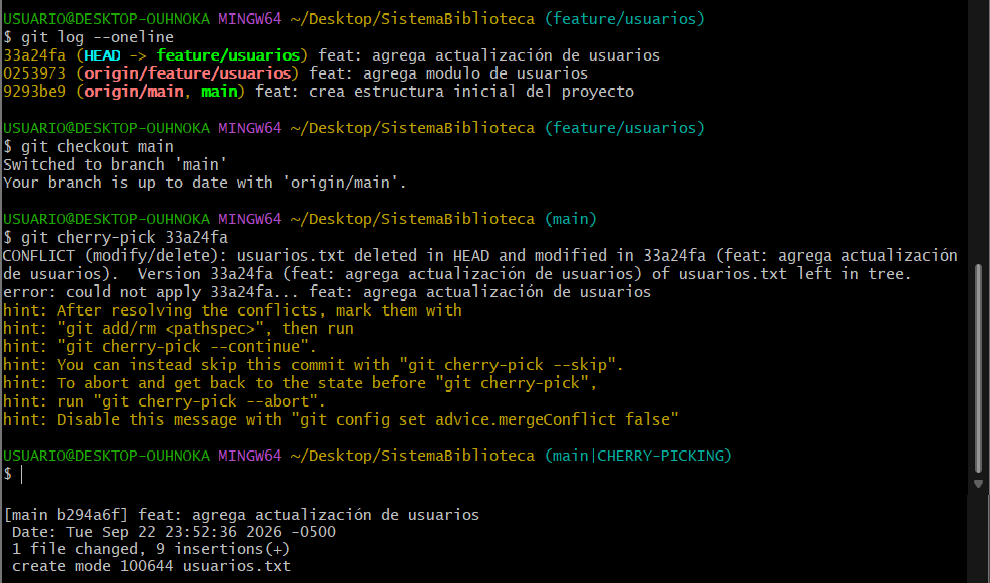 USUARIO@DESKTOP-OUHNOKA MINGW64 ~/Desktop/SistemaBiblioteca (feature/usuarios)
$ git log --oneline
33a24fa (HEAD -> feature/usuarios) feat: agrega actualización de usuarios
0253973 (origin/feature/usuarios) feat: agrega modulo de usuarios
9293be9 (origin/main, main) feat: crea estructura inicial del proyecto
USUARIO@DESKTOP-OUHNOKA MINGW64 ~/Desktop/SistemaBiblioteca (feature/usuarios)
$ git checkout main
Switched to branch 'main'
Your branch is up to date with 'origin/main'.
USUARIO@DESKTOP-OUHNOKA MINGW64 ~/Desktop/SistemaBiblioteca (main)
$ git cherry-pick 33a24fa
CONFLICT (modify/delete): usuarios.txt deleted in HEAD and modified in 33a24fa (feat: agrega actualización
de usuarios).  Version 33a24fa (feat: agrega actualización de usuarios) of usuarios.txt left in tree.
error: could not apply 33a24fa... feat: agrega actualización de usuarios
hint: After resolving the conflicts, mark them with
hint: "git add/rm <pathspec>", then run
hint: "git cherry-pick --continue".
hint: You can instead skip this commit with "git cherry-pick --skip".
hint: To abort and get back to the state before "git cherry-pick",
hint: run "git cherry-pick --abort".
hint: Disable this message with "git config set advice.mergeConflict false"
USUARIO@DESKTOP-OUHNOKA MINGW64 ~/Desktop/SistemaBiblioteca (main|CHERRY-PICKING)
$
[main b294a6f] feat: agrega actualización de usuarios
Date: Tue Sep 22 23:52:36 2026 -0500
1 file changed, 9 insertions(+)
create mode 100644 usuarios.txt